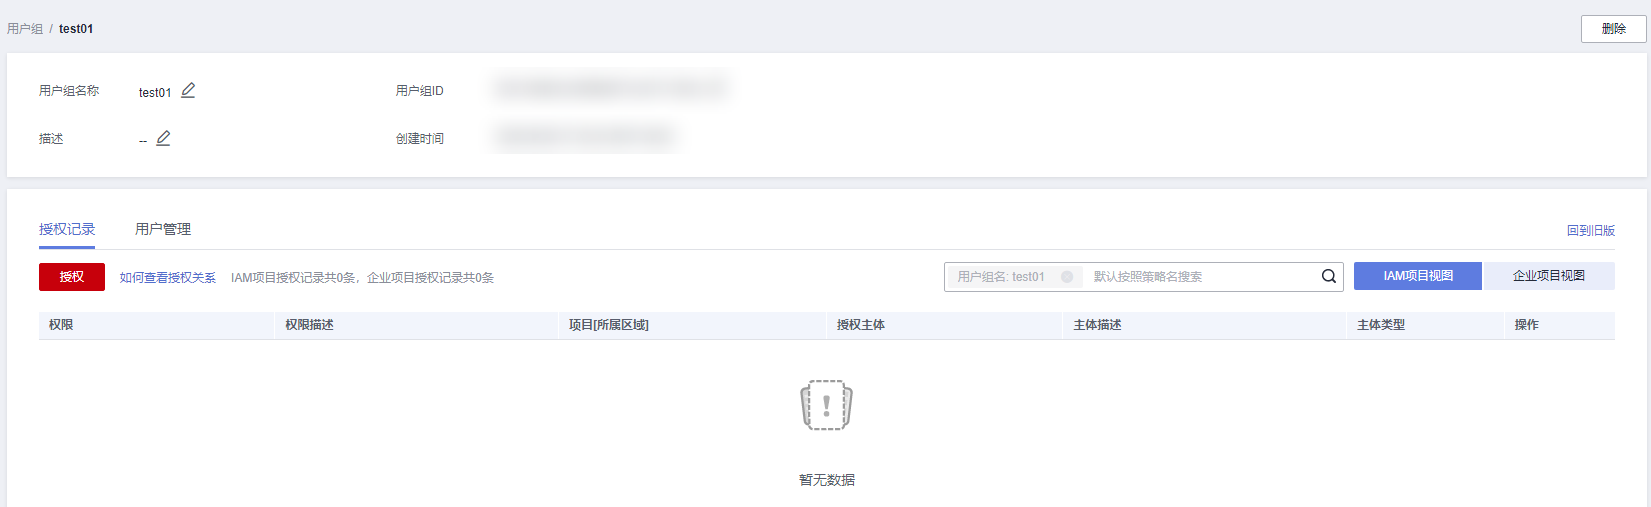 用户组 / test01
删除
用户组名称 test01 用户组ID
描述 -- 创建时间
授权记录 用户管理 回到旧版
授权 如何查看授权关系 IAM项目授权记录共0条，企业项目授权记录共0条 用户组名: test01 默认按照策略名搜索 IAM项目视图 企业项目视图
权限 权限描述 项目[所属区域] 授权主体 主体描述 主体类型 操作
暂无数据